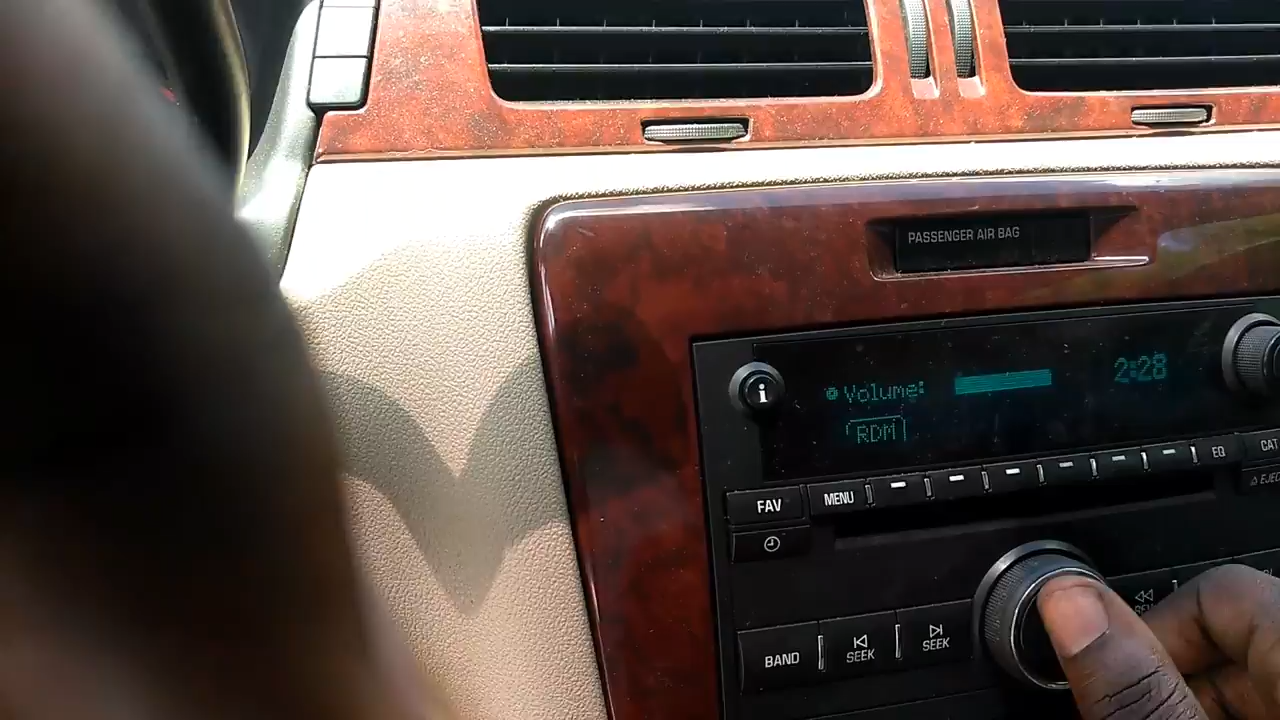 PASSENGER AIR BAG
i
Volume:
2:28
RDM
FAV
MENU
EQ
CAT
BAND
SEEK
SEEK